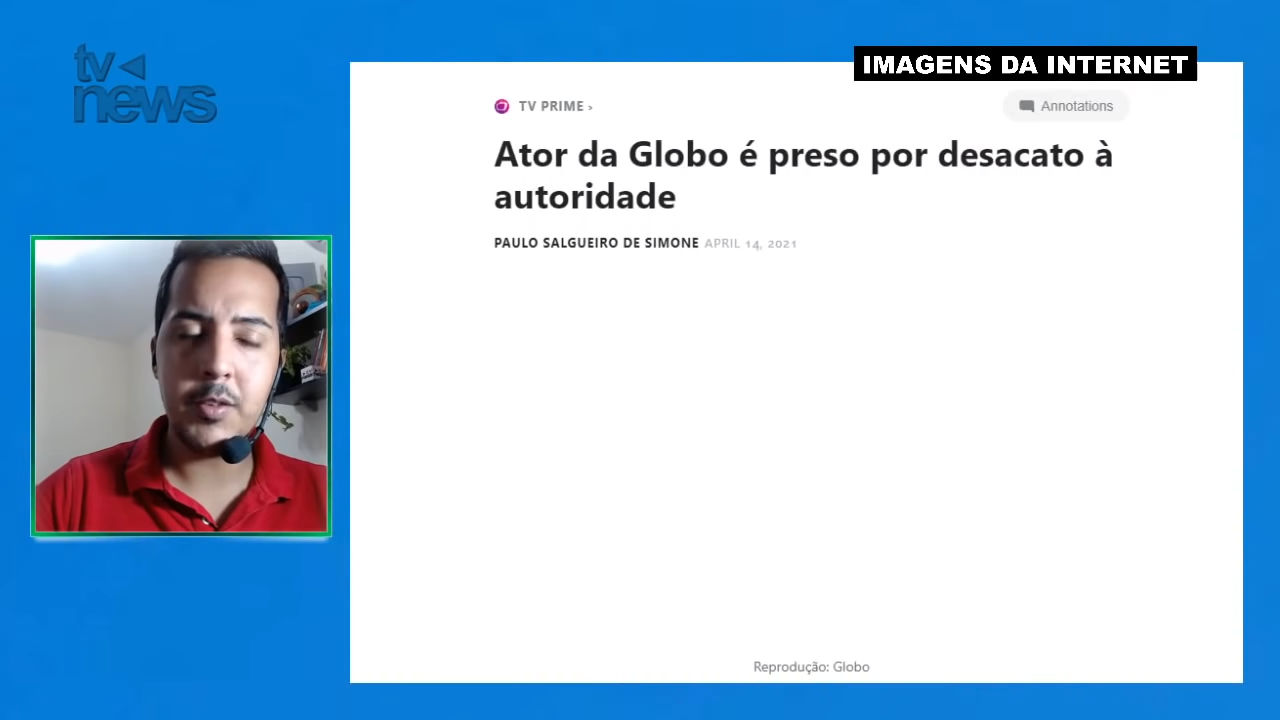 tv
news
IMAGENS DA INTERNET
TV PRIME ›
Annotations
Ator da Globo é preso por desacato à
autoridade
PAULO SALGUEIRO DE SIMONE APRIL 14, 2021
Reprodução: Globo